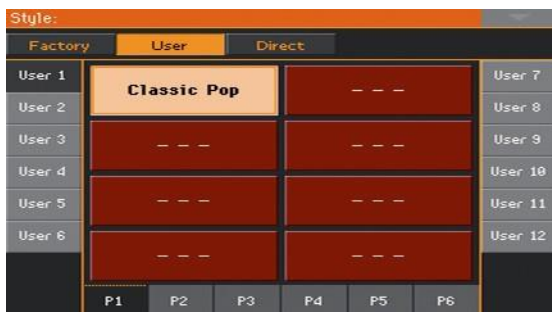 Style:
Factory User Direct
User 1 Classic Pop - - - User 7
User 2 User 8
User 3 - - - - - - User 9
User 4 User 10
User 5 - - - - - - User 11
User 6 User 12
- - - - - -
P1 P2 P3 P4 P5 P6